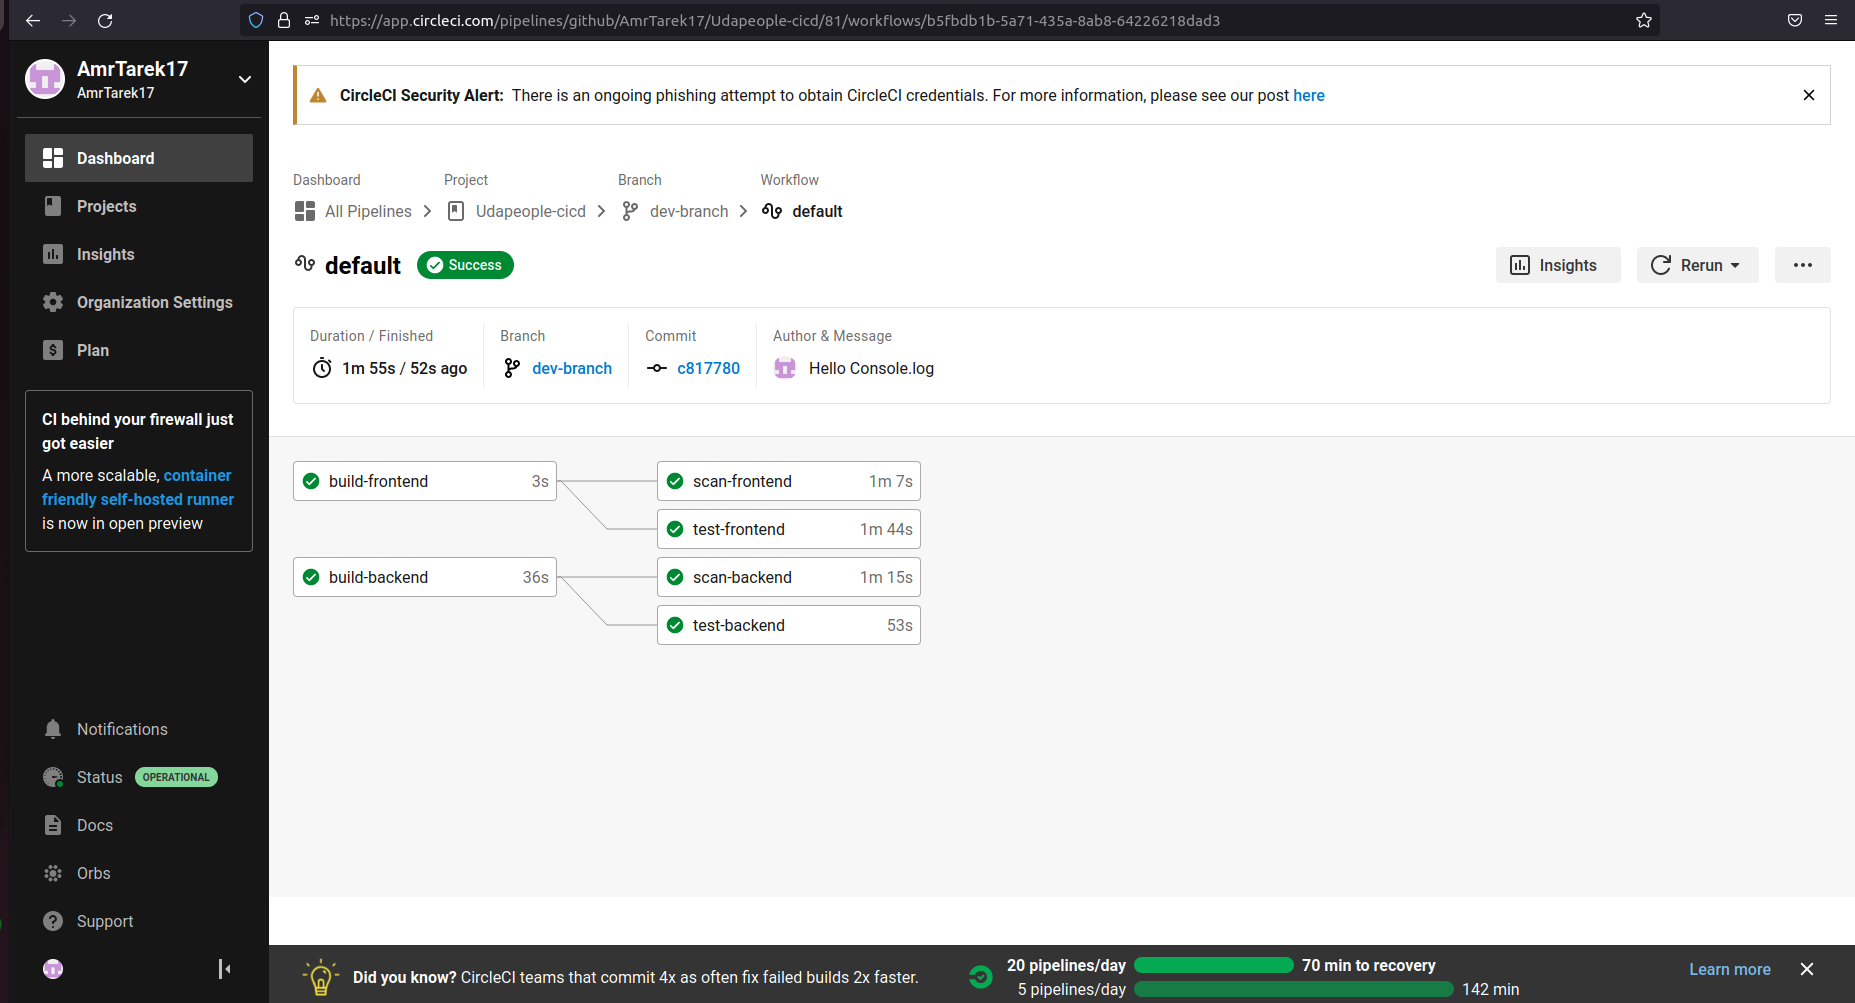 https://app.circleci.com/pipelines/github/AmrTarek17/Udapeople-cicd/81/workflows/b5fbdb1b-5a71-435a-8ab8-64226218dad3
AmrTarek17
AmrTarek17
Dashboard
Projects
Insights
Organization Settings
$ Plan
CI behind your firewall just
got easier
A more scalable, container
friendly self-hosted runner
is now in open preview
Notifications
Status OPERATIONAL
Docs
Orbs
? Support
CircleCI Security Alert: There is an ongoing phishing attempt to obtain CircleCI credentials. For more information, please see our post here
Dashboard Project Branch Workflow
All Pipelines Udapeople-cicd dev-branch default
default Success
Insights Rerun
Duration / Finished Branch Commit Author & Message
1m 55s / 52s ago dev-branch c817780 Hello Console.log
build-frontend 3s scan-frontend 1m 7s
test-frontend 1m 44s
build-backend 36s scan-backend 1m 15s
test-backend 53s
Did you know? CircleCI teams that commit 4x as often fix failed builds 2x faster.
20 pipelines/day 70 min to recovery
5 pipelines/day 142 min
Learn more